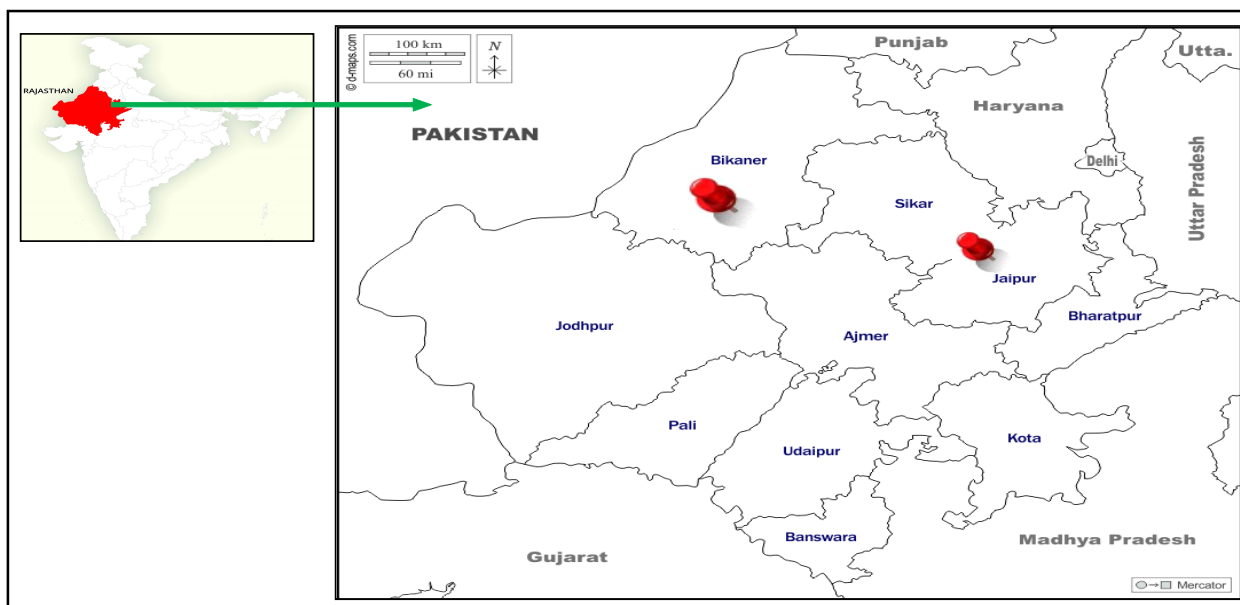 RAJASTHAN
© d-maps.com
100 km
60 mi
N
Punjab
Utta.
Haryana
PAKISTAN
Delhi
Uttar Pradesh
Bikaner
Sikar
Jaipur
Jodhpur
Bharatpur
Ajmer
Pali
Kota
Udaipur
Banswara
Madhya Pradesh
Gujarat
Mercator